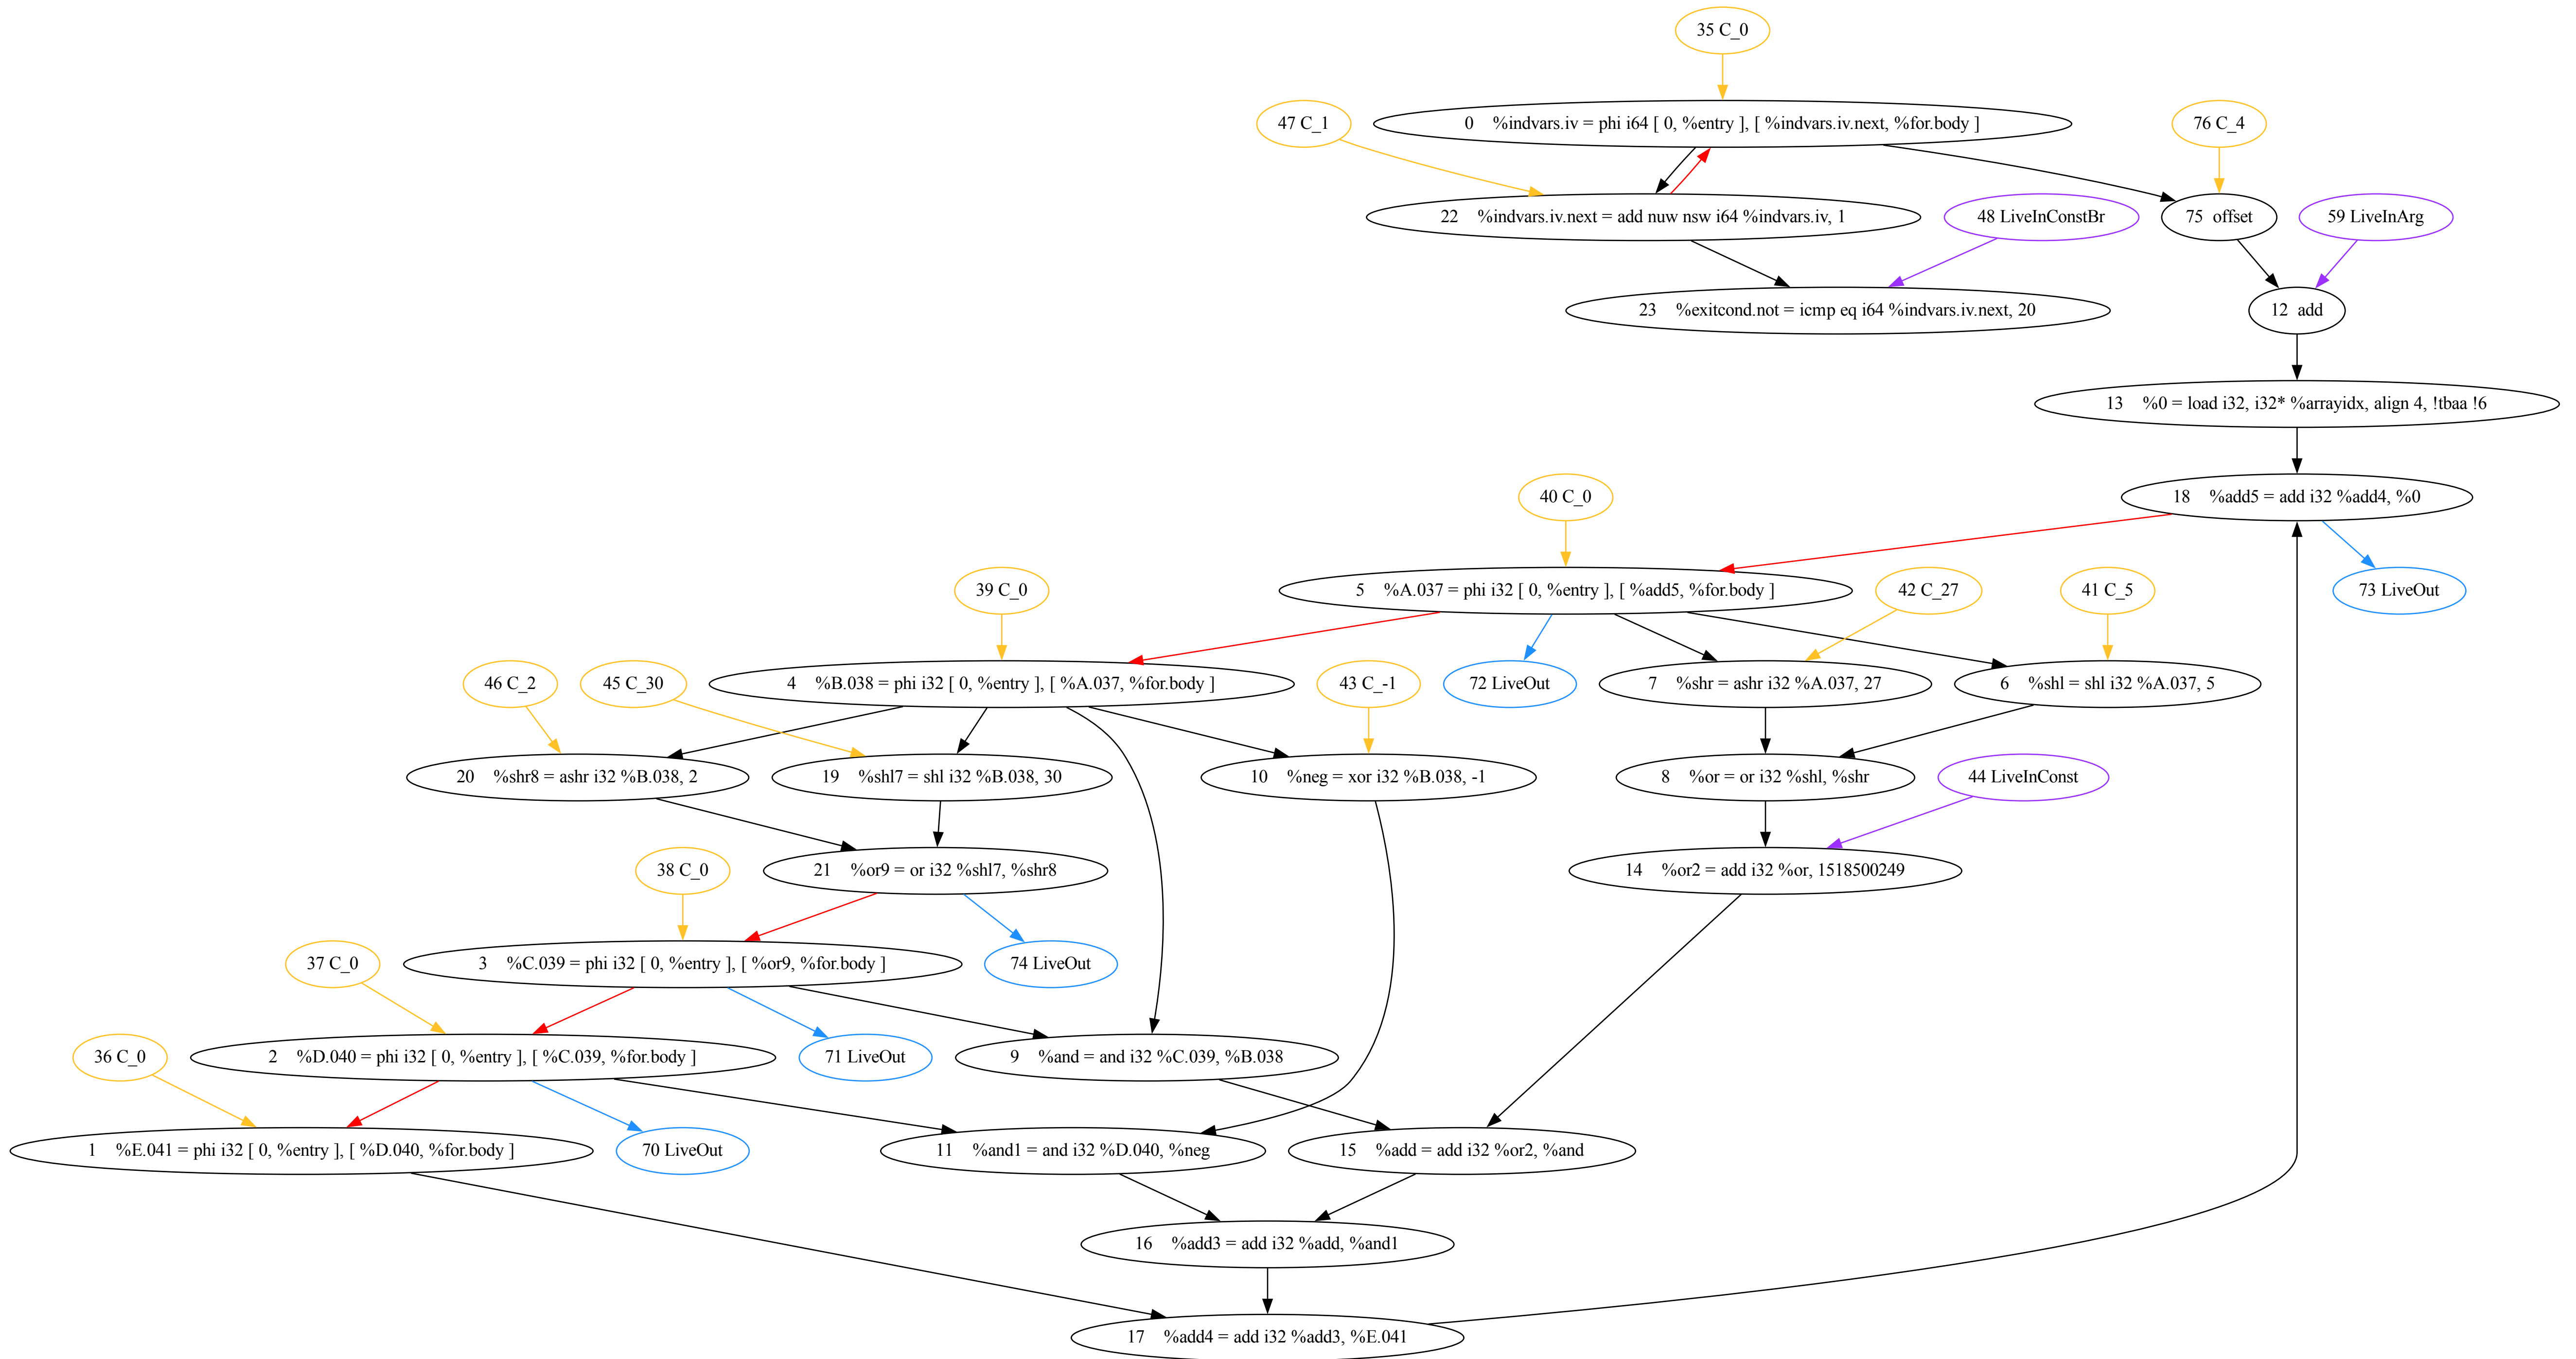 35 C_0
47 C_1
0 %indvars.iv = phi i64 [ 0, %entry ], [ %indvars.iv.next, %for.body ]
76 C_4
22 %indvars.iv.next = add nuw nsw i64 %indvars.iv, 1
48 LiveInConstBr
75 offset
59 LiveInArg
23 %exitcond.not = icmp eq i64 %indvars.iv.next, 20
12 add
13 %0 = load i32, i32* %arrayidx, align 4, !tbaa !6
40 C_0
18 %add5 = add i32 %add4, %0
39 C_0
5 %A.037 = phi i32 [ 0, %entry ], [ %add5, %for.body ]
42 C_27
41 C_5
73 LiveOut
46 C_2
45 C_30
4 %B.038 = phi i32 [ 0, %entry ], [ %A.037, %for.body ]
43 C_-1
72 LiveOut
7 %shr = ashr i32 %A.037, 27
6 %shl = shl i32 %A.037, 5
20 %shr8 = ashr i32 %B.038, 2
19 %shl7 = shl i32 %B.038, 30
10 %neg = xor i32 %B.038, -1
8 %or = or i32 %shl, %shr
44 LiveInConst
38 C_0
21 %or9 = or i32 %shl7, %shr8
14 %or2 = add i32 %or, 1518500249
37 C_0
3 %C.039 = phi i32 [ 0, %entry ], [ %or9, %for.body ]
74 LiveOut
36 C_0
2 %D.040 = phi i32 [ 0, %entry ], [ %C.039, %for.body ]
71 LiveOut
9 %and = and i32 %C.039, %B.038
1 %E.041 = phi i32 [ 0, %entry ], [ %D.040, %for.body ]
70 LiveOut
11 %and1 = and i32 %D.040, %neg
15 %add = add i32 %or2, %and
16 %add3 = add i32 %add, %and1
17 %add4 = add i32 %add3, %E.041